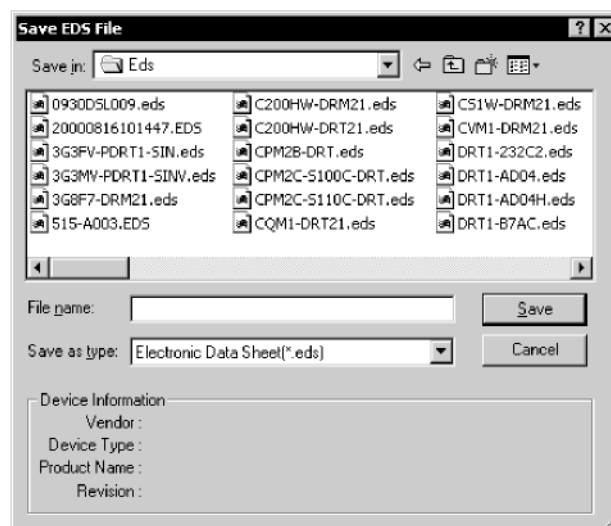 Save EDS File
Save in: Eds
0930DSL009.eds
20000816101447.EDS
3G3FV-PDRT1-SIN.eds
3G3MV-PDRT1-SINV.eds
3G8F7-DRM21.eds
515-A003.EDS
C200HW-DRM21.eds
C200HW-DRT21.eds
CPM2B-DRT.eds
CPM2C-S100C-DRT.eds
CPM2C-S110C-DRT.eds
CQM1-DRT21.eds
CS1W-DRM21.eds
CVM1-DRM21.eds
DRT1-232C2.eds
DRT1-AD04.eds
DRT1-AD04H.eds
DRT1-B7AC.eds
File name:
Save
Save as type: Electronic Data Sheet(*.eds)
Cancel
Device Information
Vendor :
Device Type :
Product Name :
Revision :